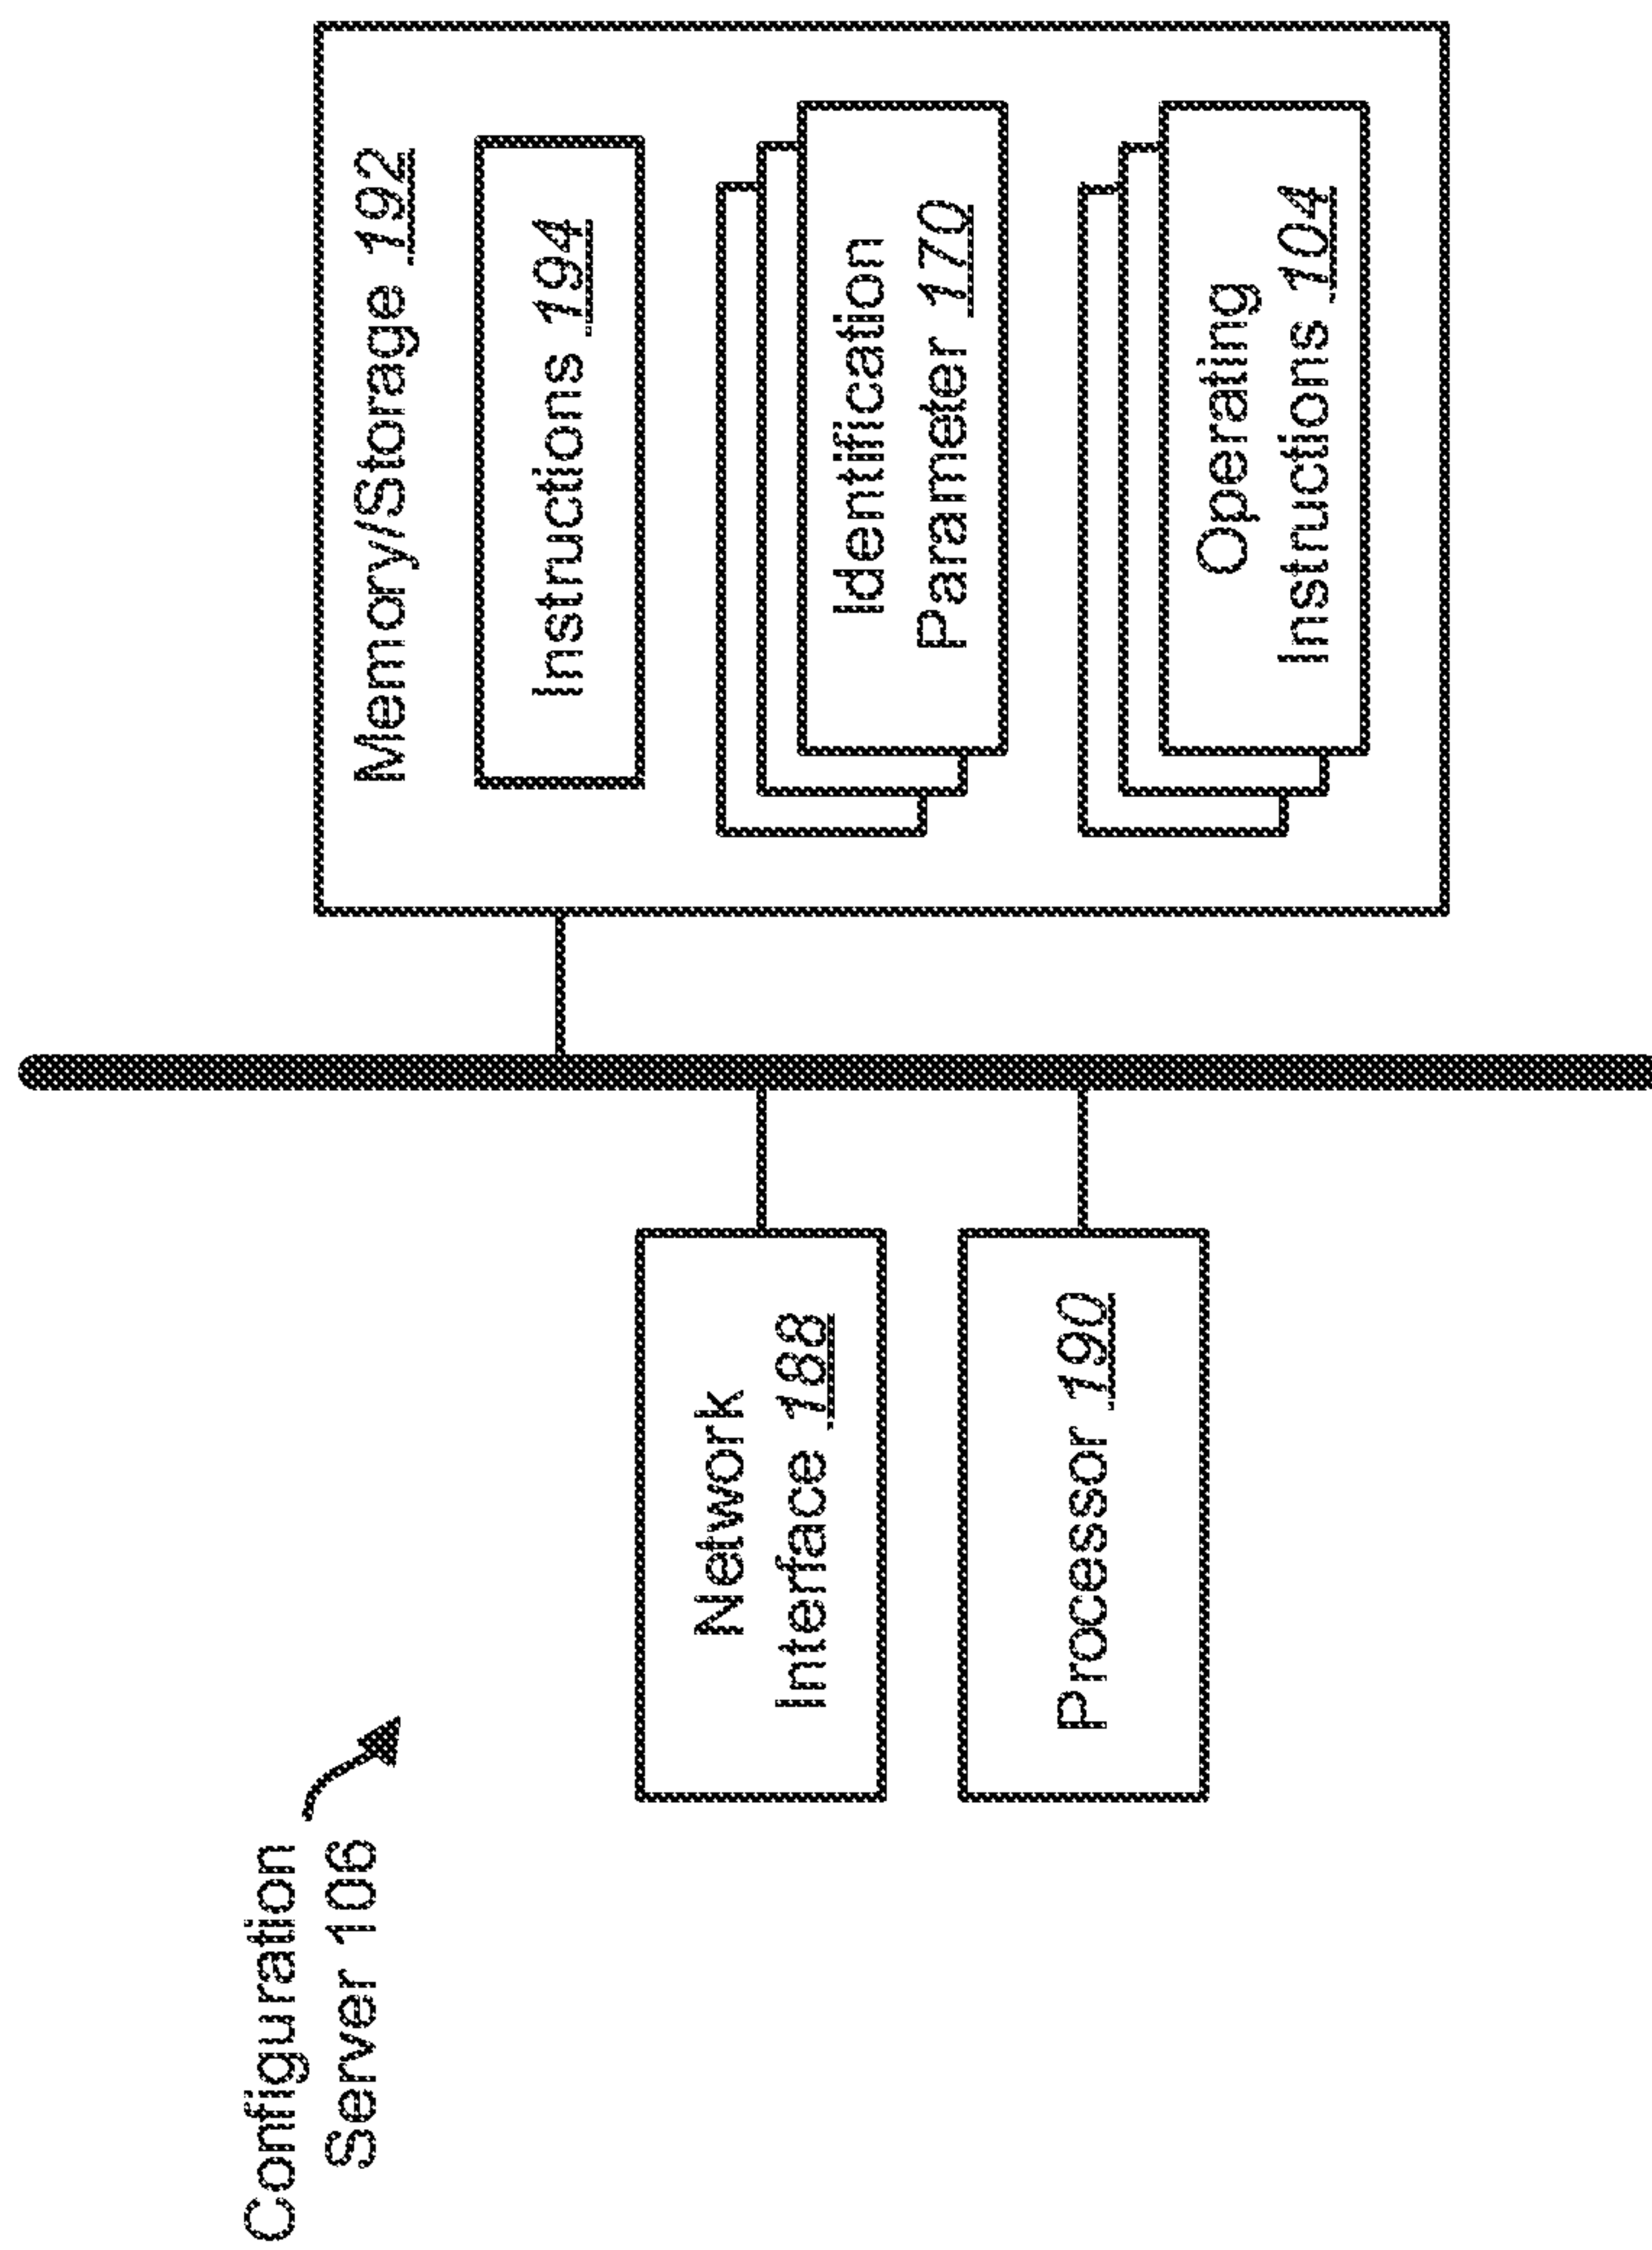 Configuration
Server 106
Network
Interface 188
Processor 190
Memory/Storage 192
Instructions 194
Identification
Parameter 170
Operating
Instructions 104